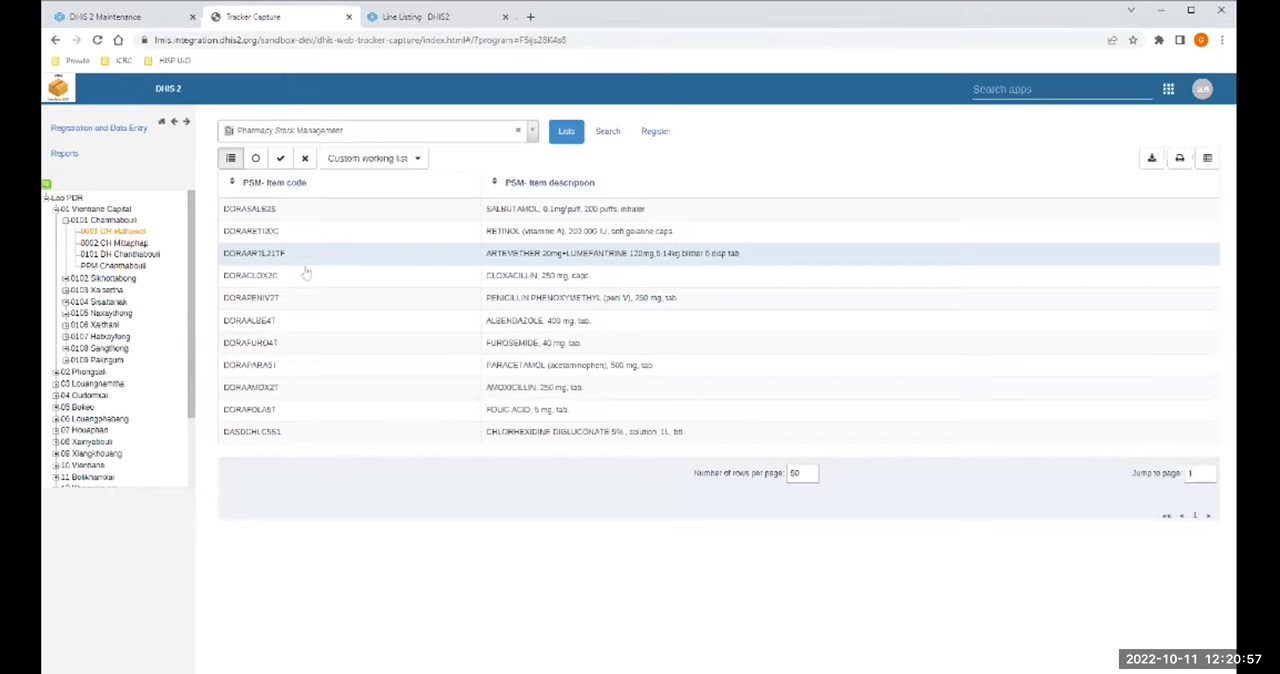 DHIS 2 Maintenance
Tracker Capture
Line Listing · DHIS2
lmis.integration.dhis2.org/sandbox-dev/dhis-web-tracker-capture/index.html#/?program=F5ijs28K4s8
Private
ICRC
HISP UiO
DHIS 2
Search apps
Registration and Data Entry
Reports
Lao PDR
01 Vientiane Capital
0101 Chanthabouli
0001 CH Mahosot
0002 CH Mittaphap
0101 DH Chanthabouli
PPM Chanthabouli
0102 Sikhottabong
0103 Xaisettha
0104 Sisattanak
0105 Naxaythong
0106 Xaithani
0107 Hatxayfong
0108 Sangthong
0109 Pakngum
02 Phongsali
03 Louangnamtha
04 Oudomxai
05 Bokeo
06 Louangphabang
07 Houaphan
08 Xainyabouli
09 Xiangkhouang
10 Vientiane
11 Bolikhamxai
Pharmacy Stock Management
Lists
Search
Register
Custom working list
PSM- Item code
PSM- Item description
DORASALB2S
SALBUTAMOL, 0.1mg/puff, 200 puffs, inhaler
DORARETI20C
RETINOL (vitamine A), 200.000 IU, soft gelatine caps.
DORAARTL21TF
ARTEMETHER 20mg+LUMEFANTRINE 120mg,5-14kg blister 6 disp tab
DORACLOX2C
CLOXACILLIN, 250 mg, caps.
DORAPENIV2T
PENICILLIN PHENOXYMETHYL (peni V), 250 mg, tab
DORAALBE4T
ALBENDAZOLE, 400 mg, tab.
DORAFURO4T
FUROSEMIDE, 40 mg, tab.
DORAPARA5T
PARACETAMOL (acetaminophen), 500 mg, tab
DORAAMOX2T
AMOXICILLIN, 250 mg, tab.
DORAFOLA5T
FOLIC ACID, 5 mg, tab.
DASDCHLC5S1
CHLORHEXIDINE DIGLUCONATE 5%, solution, 1L, btl.
Number of rows per page: 50
Jump to page: 1
«« « 1 »
2022-10-11 12:20:57